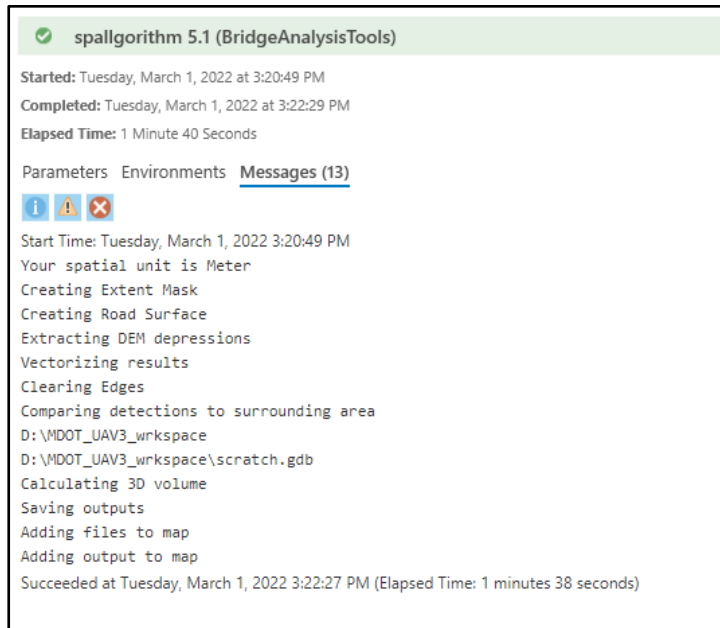 spallgorithm 5.1 (BridgeAnalysisTools)
Started: Tuesday, March 1, 2022 at 3:20:49 PM
Completed: Tuesday, March 1, 2022 at 3:22:29 PM
Elapsed Time: 1 Minute 40 Seconds
Parameters Environments Messages (13)
Start Time: Tuesday, March 1, 2022 3:20:49 PM
Your spatial unit is Meter
Creating Extent Mask
Creating Road Surface
Extracting DEM depressions
Vectorizing results
Clearing Edges
Comparing detections to surrounding area
D:\MDOT_UAV3_wrkspace
D:\MDOT_UAV3_wrkspace\scratch.gdb
Calculating 3D volume
Saving outputs
Adding files to map
Adding output to map
Succeeded at Tuesday, March 1, 2022 3:22:27 PM (Elapsed Time: 1 minutes 38 seconds)